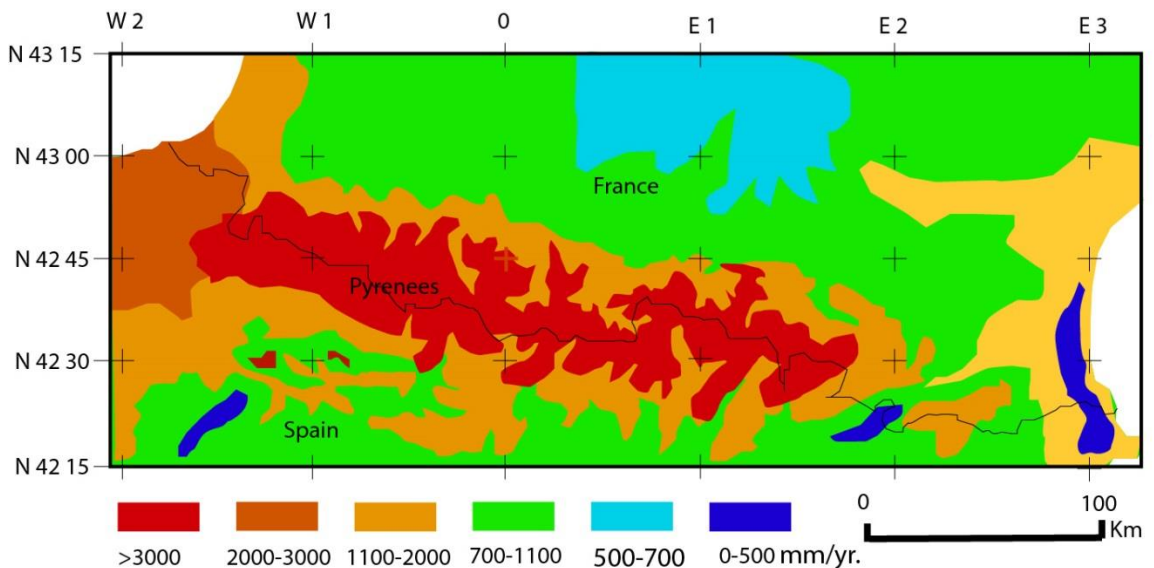 W 2 W 1 0 E 1 E 2 E 3
N 43 15
N 43 00
France
N 42 45
Pyrenees
N 42 30
Spain
N 42 15
0 100
Km
>3000 2000-3000 1100-2000 700-1100 500-700 0-500 mm/yr.